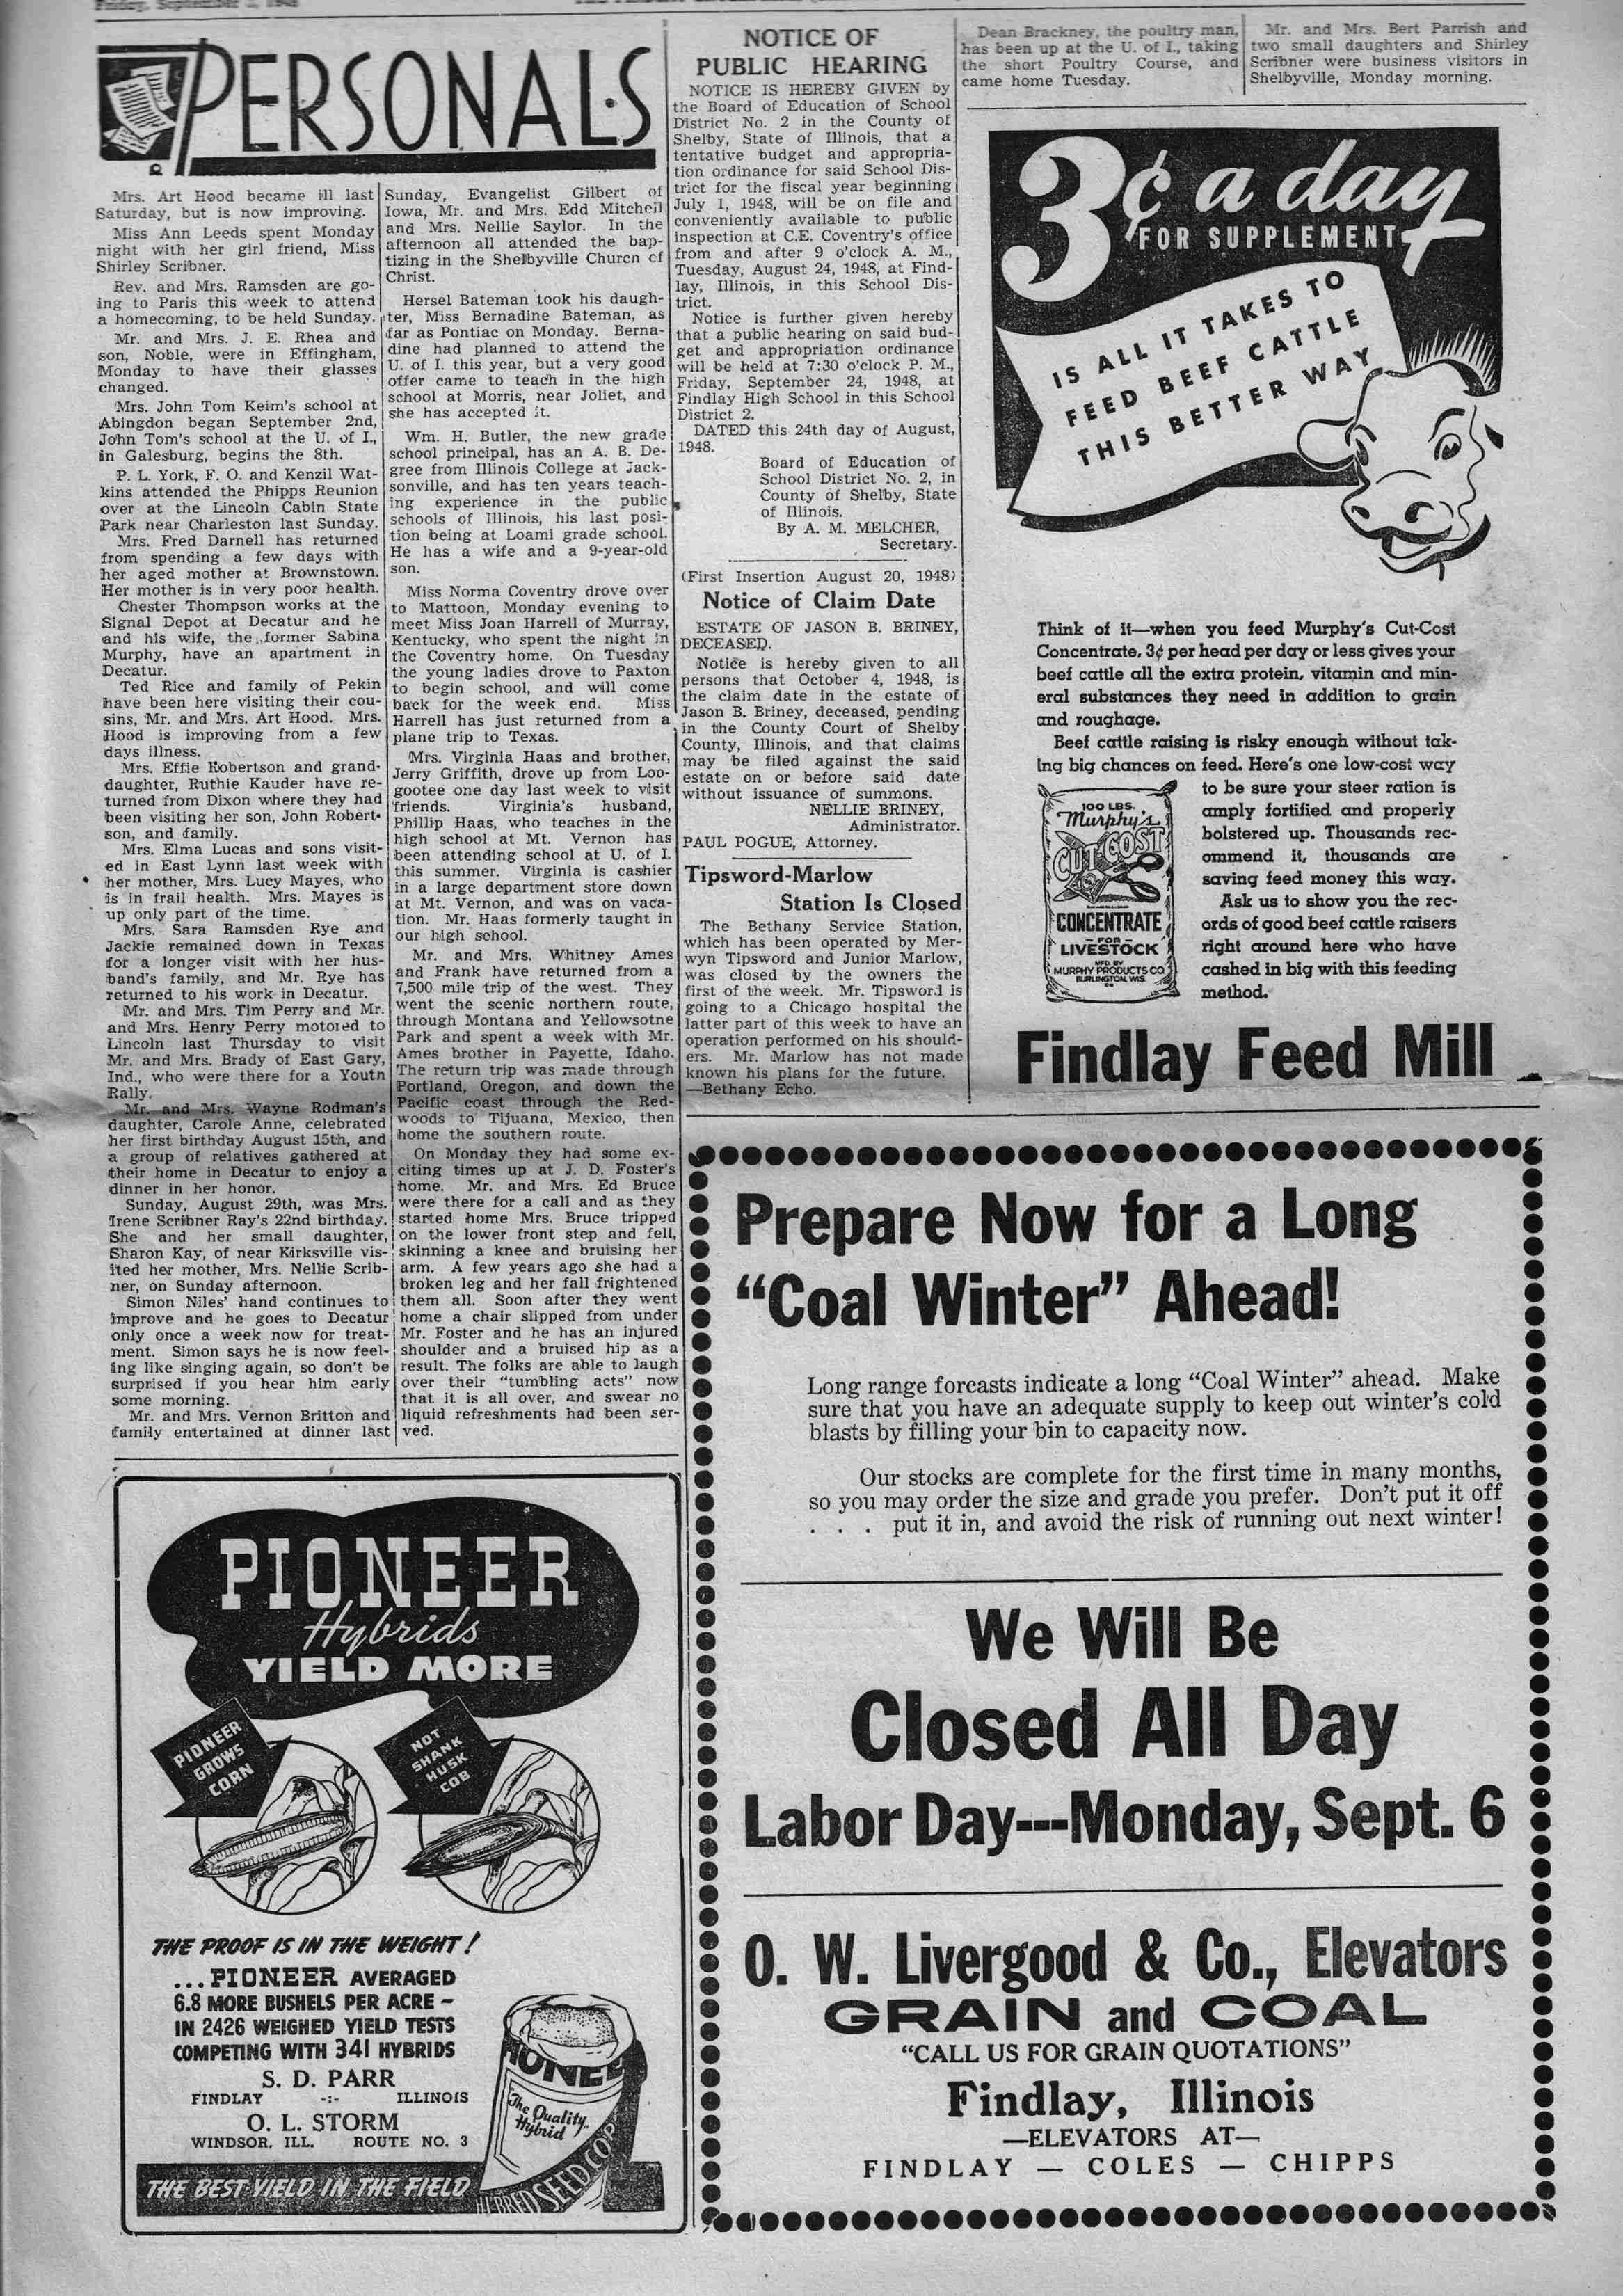 Friday, September
PERSONALS
Mrs. Art Hood became ill last
Saturday, but is now improving.
Miss Ann Leeds spent Monday
night with her girl friend, Miss
Shirley Scribner.
Rev. and Mrs. Ramsden are go-
ing to Paris this week to attend
a homecoming, to be held Sunday.
Mr. and Mrs. J. E. Rhea and
son, Noble, were in Effingham,
Monday to have their glasses
changed.
Mrs. John Tom Keim's school at
Abingdon began September 2nd,
John Tom's school at the U. of I.,
in Galesburg, begins the 8th.
P. L. York, F. O. and Kenzil Wat-
kins attended the Phipps Reunion
over at the Lincoln Cabin State
Park near Charleston last Sunday.
Mrs. Fred Darnell has returned
from spending a few days with
her aged mother at Brownstown.
Her mother is in very poor health.
Chester Thompson works at the
Signal Depot at Decatur and he
and his wife, the former Sabina
Murphy, have an apartment in
Decatur.
Ted Rice and family of Pekin
have been here visiting their cou-
sins, Mr. and Mrs. Art Hood. Mrs.
Hood is improving from a few
days illness.
Mrs. Effie Robertson and grand-
daughter, Ruthie Kauder have re-
turned from Dixon where they had
been visiting her son, John Robert-
son, and family.
Mrs. Elma Lucas and sons visit-
ed in East Lynn last week with
her mother, Mrs. Lucy Mayes, who
is in frail health. Mrs. Mayes is
up only part of the time.
Mrs. Sara Ramsden Rye and
Jackie remained down in Texas
for a longer visit with her hus-
band's family, and Mr. Rye has
returned to his work in Decatur.
Mr. and Mrs. Tim Perry and Mr.
and Mrs. Henry Perry motored to
Lincoln last Thursday to visit
Mr. and Mrs. Brady of East Gary,
Ind., who were there for a Youth
Rally.
Mr. and Mrs. Wayne Rodman's
daughter, Carole Anne, celebrated
her first birthday August 15th, and
a group of relatives gathered at
their home in Decatur to enjoy a
dinner in her honor.
Sunday, August 29th, was Mrs.
Irene Scribner Ray's 22nd birthday.
She and her small daughter,
Sharon Kay, of near Kirksville vis-
ited her mother, Mrs. Nellie Scrib-
ner, on Sunday afternoon.
Simon Niles' hand continues to
improve and he goes to Decatur
only once a week now for treat-
ment. Simon says he is now feel-
ing like singing again, so don't be
surprised if you hear him early
some morning.
Mr. and Mrs. Vernon Britton and
family entertained at dinner last
Sunday, Evangelist Gilbert of
Iowa, Mr. and Mrs. Edd Mitchell
and Mrs. Nellie Saylor. In the
afternoon all attended the bap-
tizing in the Shelbyville Church of
Christ.
Hersel Bateman took his daugh-
ter, Miss Bernadine Bateman, as
far as Pontiac on Monday. Berna-
dine had planned to attend the
U. of I. this year, but a very good
offer came to teach in the high
school at Morris, near Joliet, and
she has accepted it.
Wm. H. Butler, the new grade
school principal, has an A. B. De-
gree from Illinois College at Jack-
sonville, and has ten years teach-
ing experience in the public
schools of Illinois, his last posi-
tion being at Loami grade school.
He has a wife and a 9-year-old
son.
Miss Norma Coventry drove over
to Mattoon, Monday evening to
meet Miss Joan Harrell of Murray,
Kentucky, who spent the night in
the Coventry home. On Tuesday
the young ladies drove to Paxton
to begin school, and will come
back for the week end. Miss
Harrell has just returned from a
plane trip to Texas.
Mrs. Virginia Haas and brother,
Jerry Griffith, drove up from Loo-
gootee one day last week to visit
friends. Virginia's husband,
Phillip Haas, who teaches in the
high school at Mt. Vernon has
been attending school at U. of I.
this summer. Virginia is cashier
in a large department store down
at Mt. Vernon, and was on vaca-
tion. Mr. Haas formerly taught in
our high school.
Mr. and Mrs. Whitney Ames
and Frank have returned from a
7,500 mile trip of the west. They
went the scenic northern route,
through Montana and Yellowsotne
Park and spent a week with Mr.
Ames brother in Payette, Idaho.
The return trip was made through
Portland, Oregon, and down the
Pacific coast through the Red-
woods to Tijuana, Mexico, then
home the southern route.
On Monday they had some ex-
citing times up at J. D. Foster's
home. Mr. and Mrs. Ed Bruce
were there for a call and as they
started home Mrs. Bruce tripped
on the lower front step and fell,
skinning a knee and bruising her
arm. A few years ago she had a
broken leg and her fall frightened
them all. Soon after they went
home a chair slipped from under
Mr. Foster and he has an injured
shoulder and a bruised hip as a
result. The folks are able to laugh
over their "tumbling acts" now
that it is all over, and swear no
liquid refreshments had been ser-
ved.
NOTICE OF
PUBLIC HEARING
NOTICE IS HEREBY GIVEN by
the Board of Education of School
District No. 2 in the County of
Shelby, State of Illinois, that a
tentative budget and appropria-
tion ordinance for said School Dis-
trict for the fiscal year beginning
July 1, 1948, will be on file and
conveniently available to public
inspection at C.E. Coventry's office
from and after 9 o'clock A. M.,
Tuesday, August 24, 1948, at Find-
lay, Illinois, in this School Dis-
trict.
Notice is further given hereby
that a public hearing on said bud-
get and appropriation ordinance
will be held at 7:30 o'clock P. M.,
Friday, September 24, 1948, at
Findlay High School in this School
District 2.
DATED this 24th day of August,
1948.
Board of Education of
School District No. 2, in
County of Shelby, State
of Illinois.
By A. M. MELCHER,
Secretary.
(First Insertion August 20, 1948)
Notice of Claim Date
ESTATE OF JASON B. BRINEY,
DECEASED.
Notice is hereby given to all
persons that October 4, 1948, is
the claim date in the estate of
Jason B. Briney, deceased, pending
in the County Court of Shelby
County, Illinois, and that claims
may be filed against the said
estate on or before said date
without issuance of summons.
NELLIE BRINEY,
Administrator.
PAUL POGUE, Attorney.
Tipsword-Marlow
Station Is Closed
The Bethany Service Station,
which has been operated by Mer-
wyn Tipsword and Junior Marlow,
was closed by the owners the
first of the week. Mr. Tipsword is
going to a Chicago hospital the
latter part of this week to have an
operation performed on his should-
ers. Mr. Marlow has not made
known his plans for the future.
—Bethany Echo.
Dean Brackney, the poultry man,
has been up at the U. of I., taking
the short Poultry Course, and
came home Tuesday.
Mr. and Mrs. Bert Parrish and
two small daughters and Shirley
Scribner were business visitors in
Shelbyville, Monday morning.
3¢ a day
FOR SUPPLEMENT
IS ALL IT TAKES TO
FEED BEEF CATTLE
THIS BETTER WAY
Think of it—when you feed Murphy's Cut-Cost
Concentrate, 3¢ per head per day or less gives your
beef cattle all the extra protein, vitamin and min-
eral substances they need in addition to grain
and roughage.
Beef cattle raising is risky enough without tak-
ing big chances on feed. Here's one low-cost way
to be sure your steer ration is
amply fortified and properly
bolstered up. Thousands rec-
ommend it, thousands are
saving feed money this way.
Ask us to show you the rec-
ords of good beef cattle raisers
right around here who have
cashed in big with this feeding
method.
100 LBS.
Murphy's
CUT-COST
CONCENTRATE
FOR
LIVESTOCK
MFD. BY
MURPHY PRODUCTS CO
BURLINGTON, WIS.
Findlay Feed Mill
PIONEER
Hybrids
YIELD MORE
PIONEER
GROWS
CORN
NOT
SHANK
HUSK
COB
THE PROOF IS IN THE WEIGHT!
...PIONEER AVERAGED
6.8 MORE BUSHELS PER ACRE -
IN 2426 WEIGHED YIELD TESTS
COMPETING WITH 341 HYBRIDS
S. D. PARR
FINDLAY -:- ILLINOIS
O. L. STORM
WINDSOR, ILL. ROUTE NO. 3
THE BEST YIELD IN THE FIELD
The Quality
Hybrid
Prepare Now for a Long
"Coal Winter" Ahead!
Long range forcasts indicate a long "Coal Winter" ahead. Make
sure that you have an adequate supply to keep out winter's cold
blasts by filling your bin to capacity now.
Our stocks are complete for the first time in many months,
so you may order the size and grade you prefer. Don't put it off
. . . put it in, and avoid the risk of running out next winter!
We Will Be
Closed All Day
Labor Day---Monday, Sept. 6
O. W. Livergood & Co., Elevators
GRAIN and COAL
"CALL US FOR GRAIN QUOTATIONS"
Findlay, Illinois
—ELEVATORS AT—
FINDLAY — COLES — CHIPPS